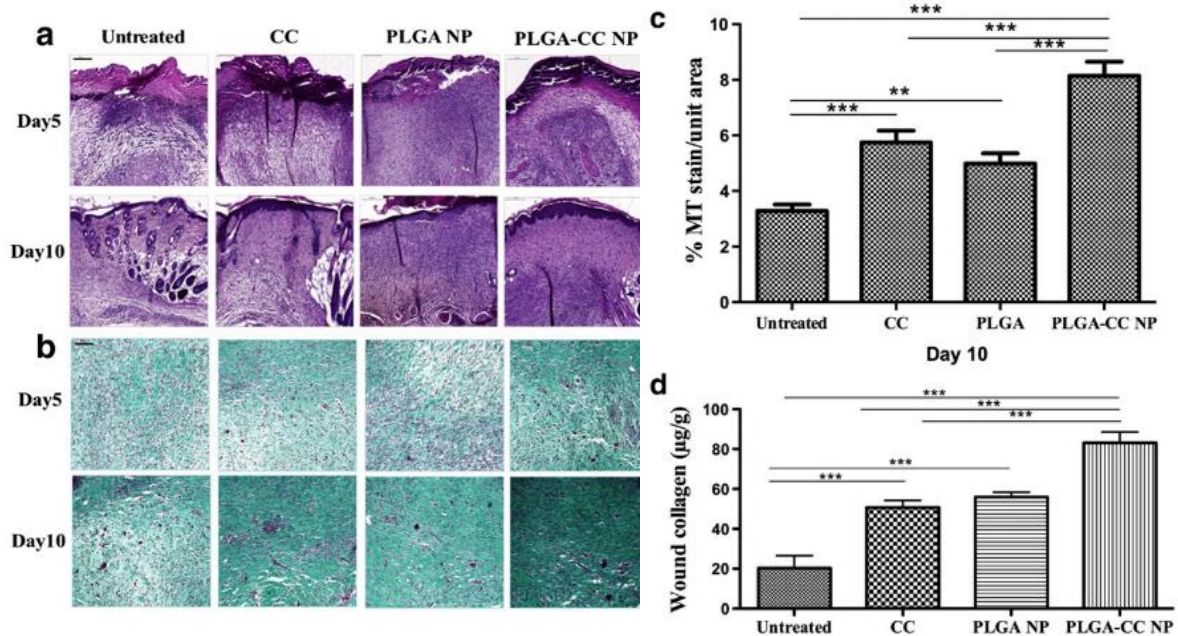 a
Untreated CC PLGA NP PLGA-CC NP
Day5
Day10
b
Day5
Day10
c
% MT stain/unit area
10
8
6
4
2
0
***
***
***
**
***
Untreated CC PLGA PLGA-CC NP
Day 10
d
Wound collagen (µg/g)
100
80
60
40
20
0
***
***
***
***
***
Untreated CC PLGA NP PLGA-CC NP